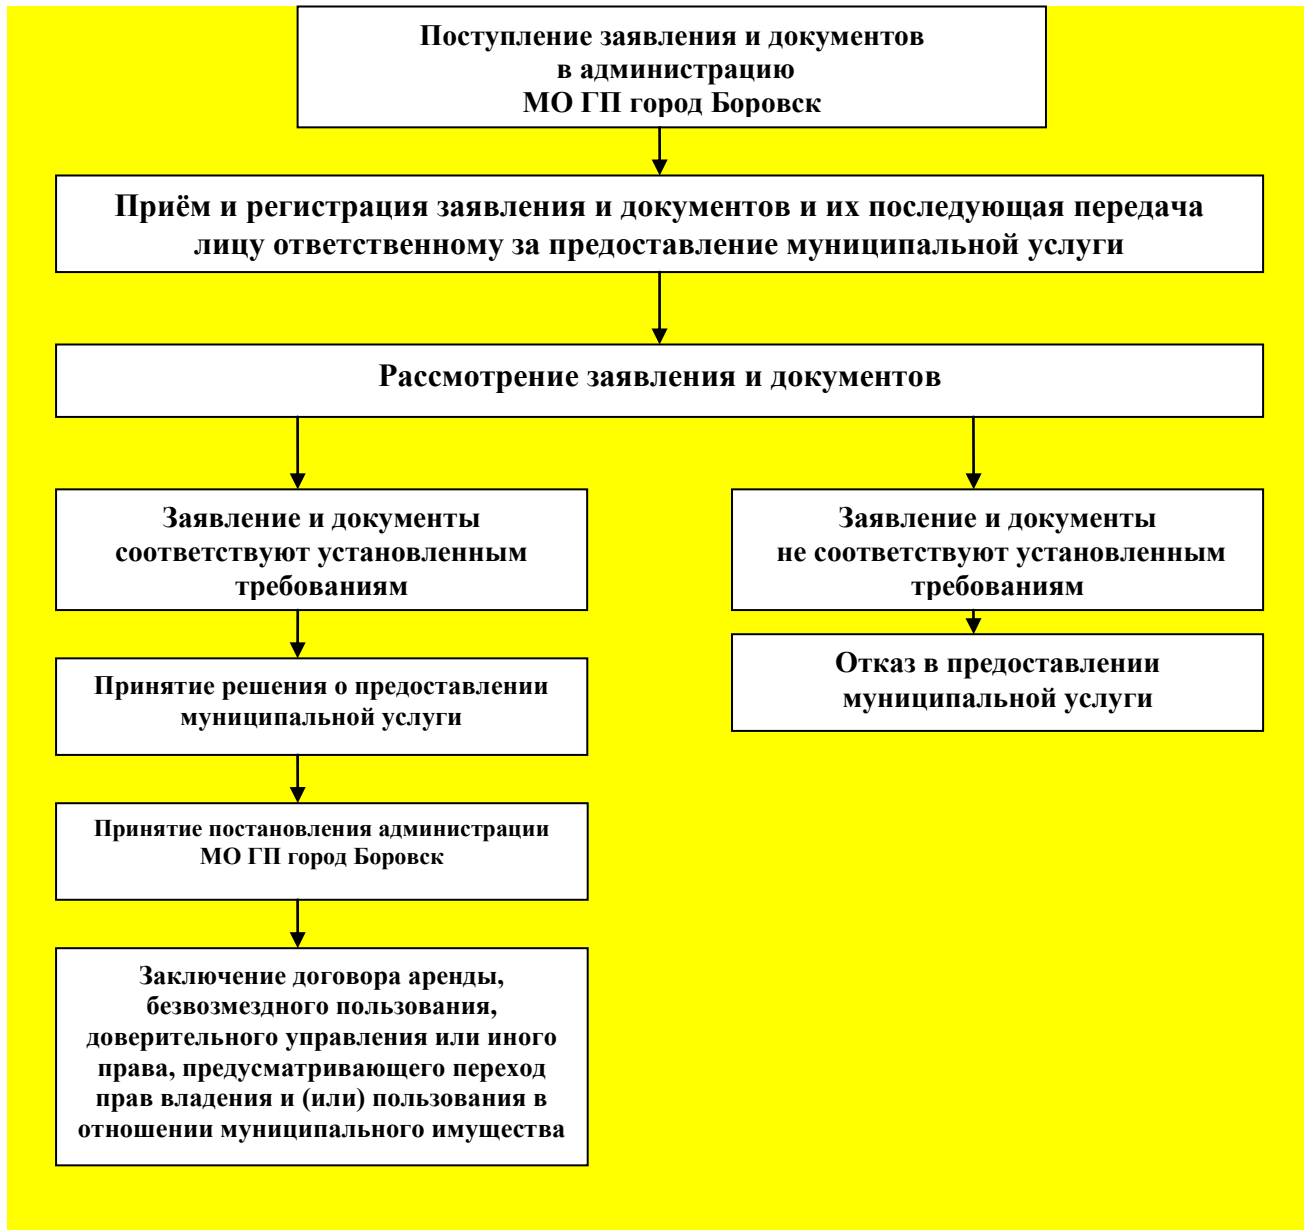 Поступление заявления и документов
в администрацию
МО ГП город Боровск
Приём и регистрация заявления и документов и их последующая передача
лицу ответственному за предоставление муниципальной услуги
Рассмотрение заявления и документов
Заявление и документы
соответствуют установленным
требованиям
Заявление и документы
не соответствуют установленным
требованиям
Принятие решения о предоставлении
муниципальной услуги
Отказ в предоставлении
муниципальной услуги
Принятие постановления администрации
МО ГП город Боровск
Заключение договора аренды,
безвозмездного пользования,
доверительного управления или иного
права, предусматривающего переход
прав владения и (или) пользования в
отношении муниципального имущества